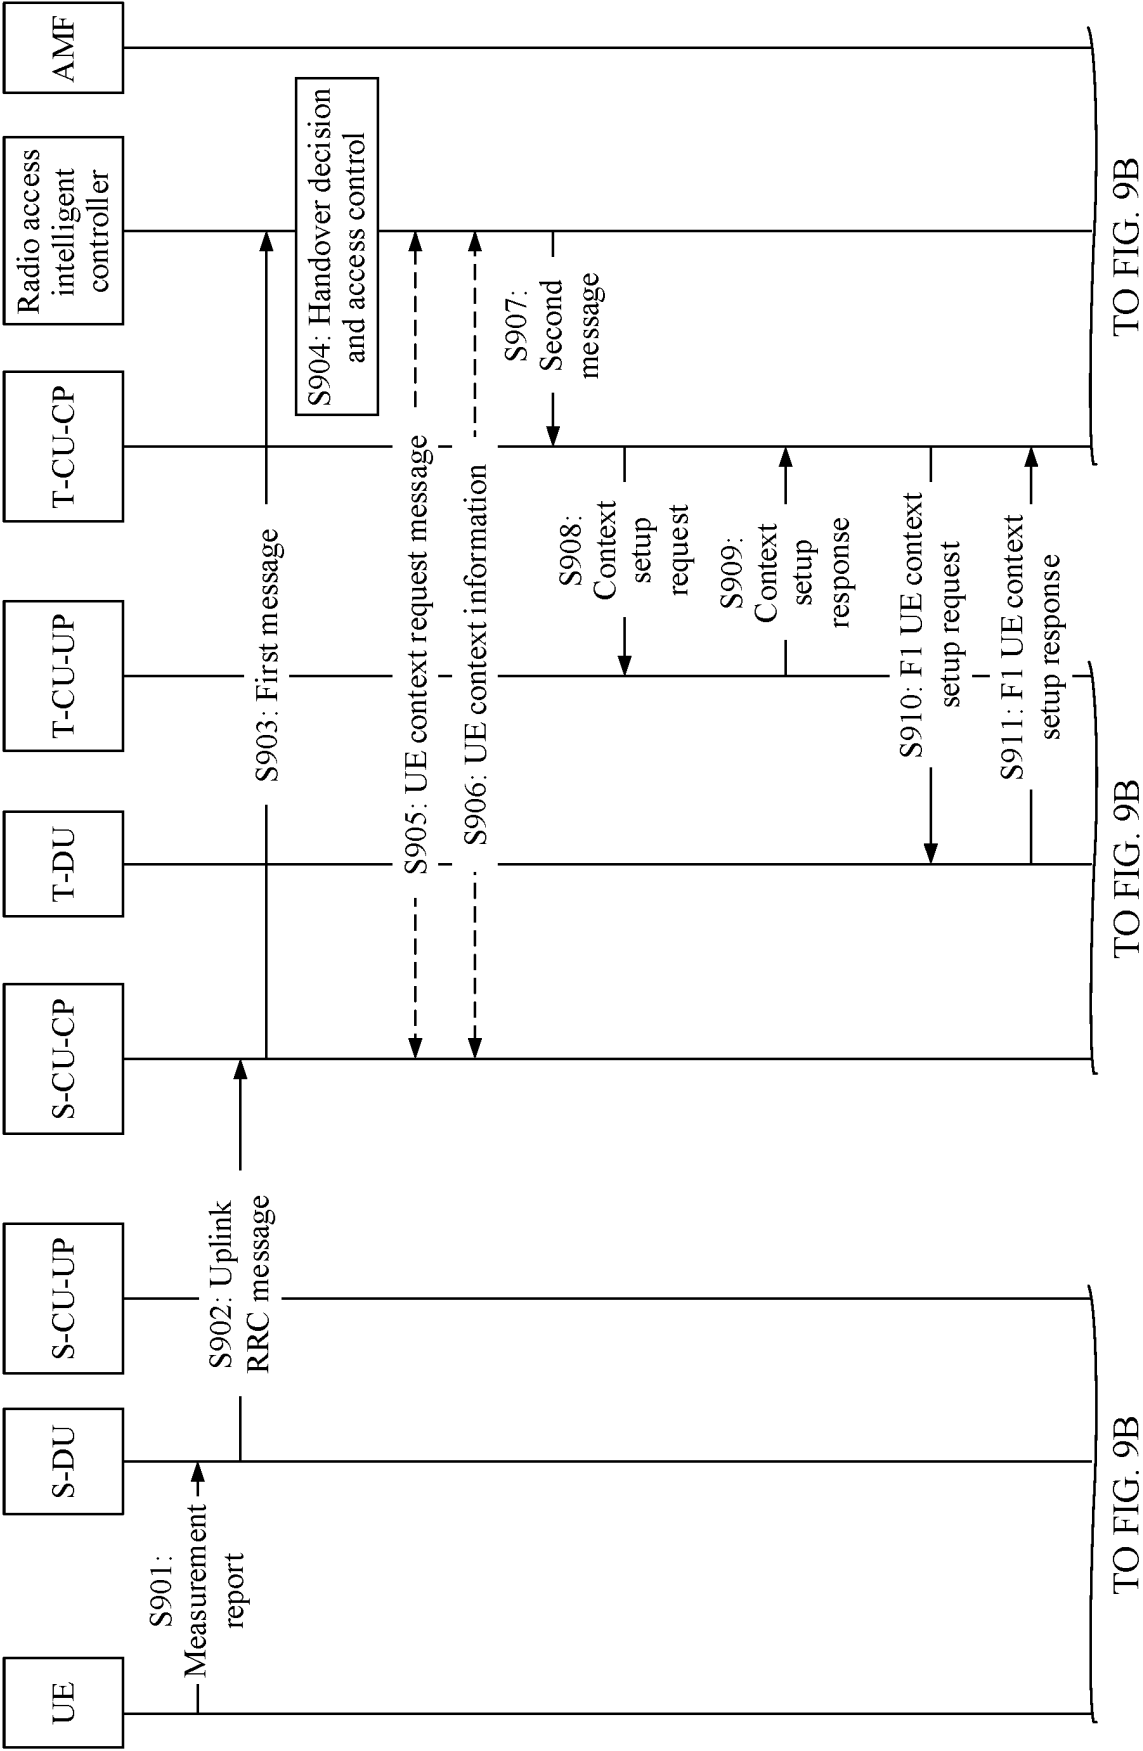 UE
S-DU
S-CU-UP
S-CU-CP
T-DU
T-CU-UP
T-CU-CP
Radio access
intelligent
controller
AMF
S901:
Measurement
report
S902: Uplink
RRC message
S903: First message
S904: Handover decision
and access control
S905: UE context request message
S906: UE context information
S907:
Second
message
S908:
Context
setup
request
S909:
Context
setup
response
S910: F1 UE context
setup request
S911: F1 UE context
setup response
TO FIG. 9B
TO FIG. 9B
TO FIG. 9B